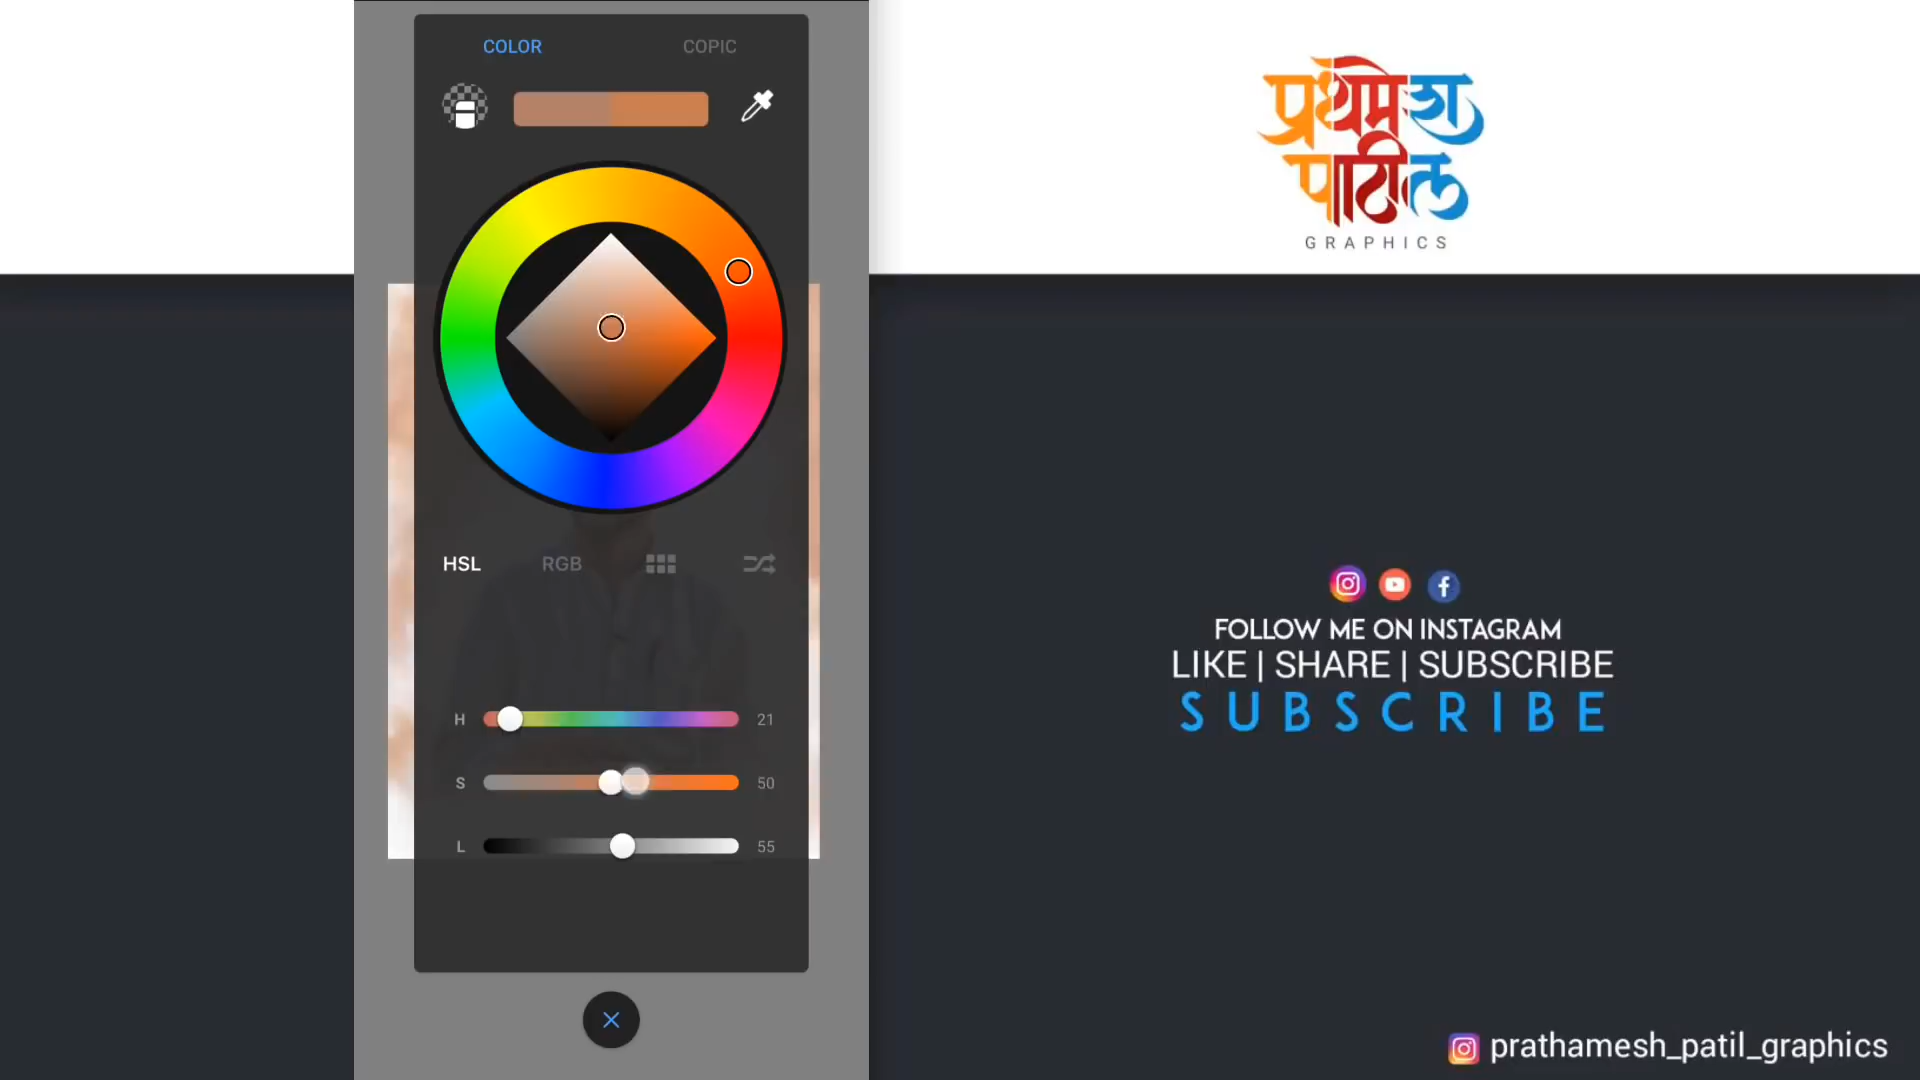 COLOR COPIC
HSL RGB
H 21
S 50
L 55
प्रथमेश
पाटील
GRAPHICS
FOLLOW ME ON INSTAGRAM
LIKE | SHARE | SUBSCRIBE
SUBSCRIBE
prathamesh_patil_graphics